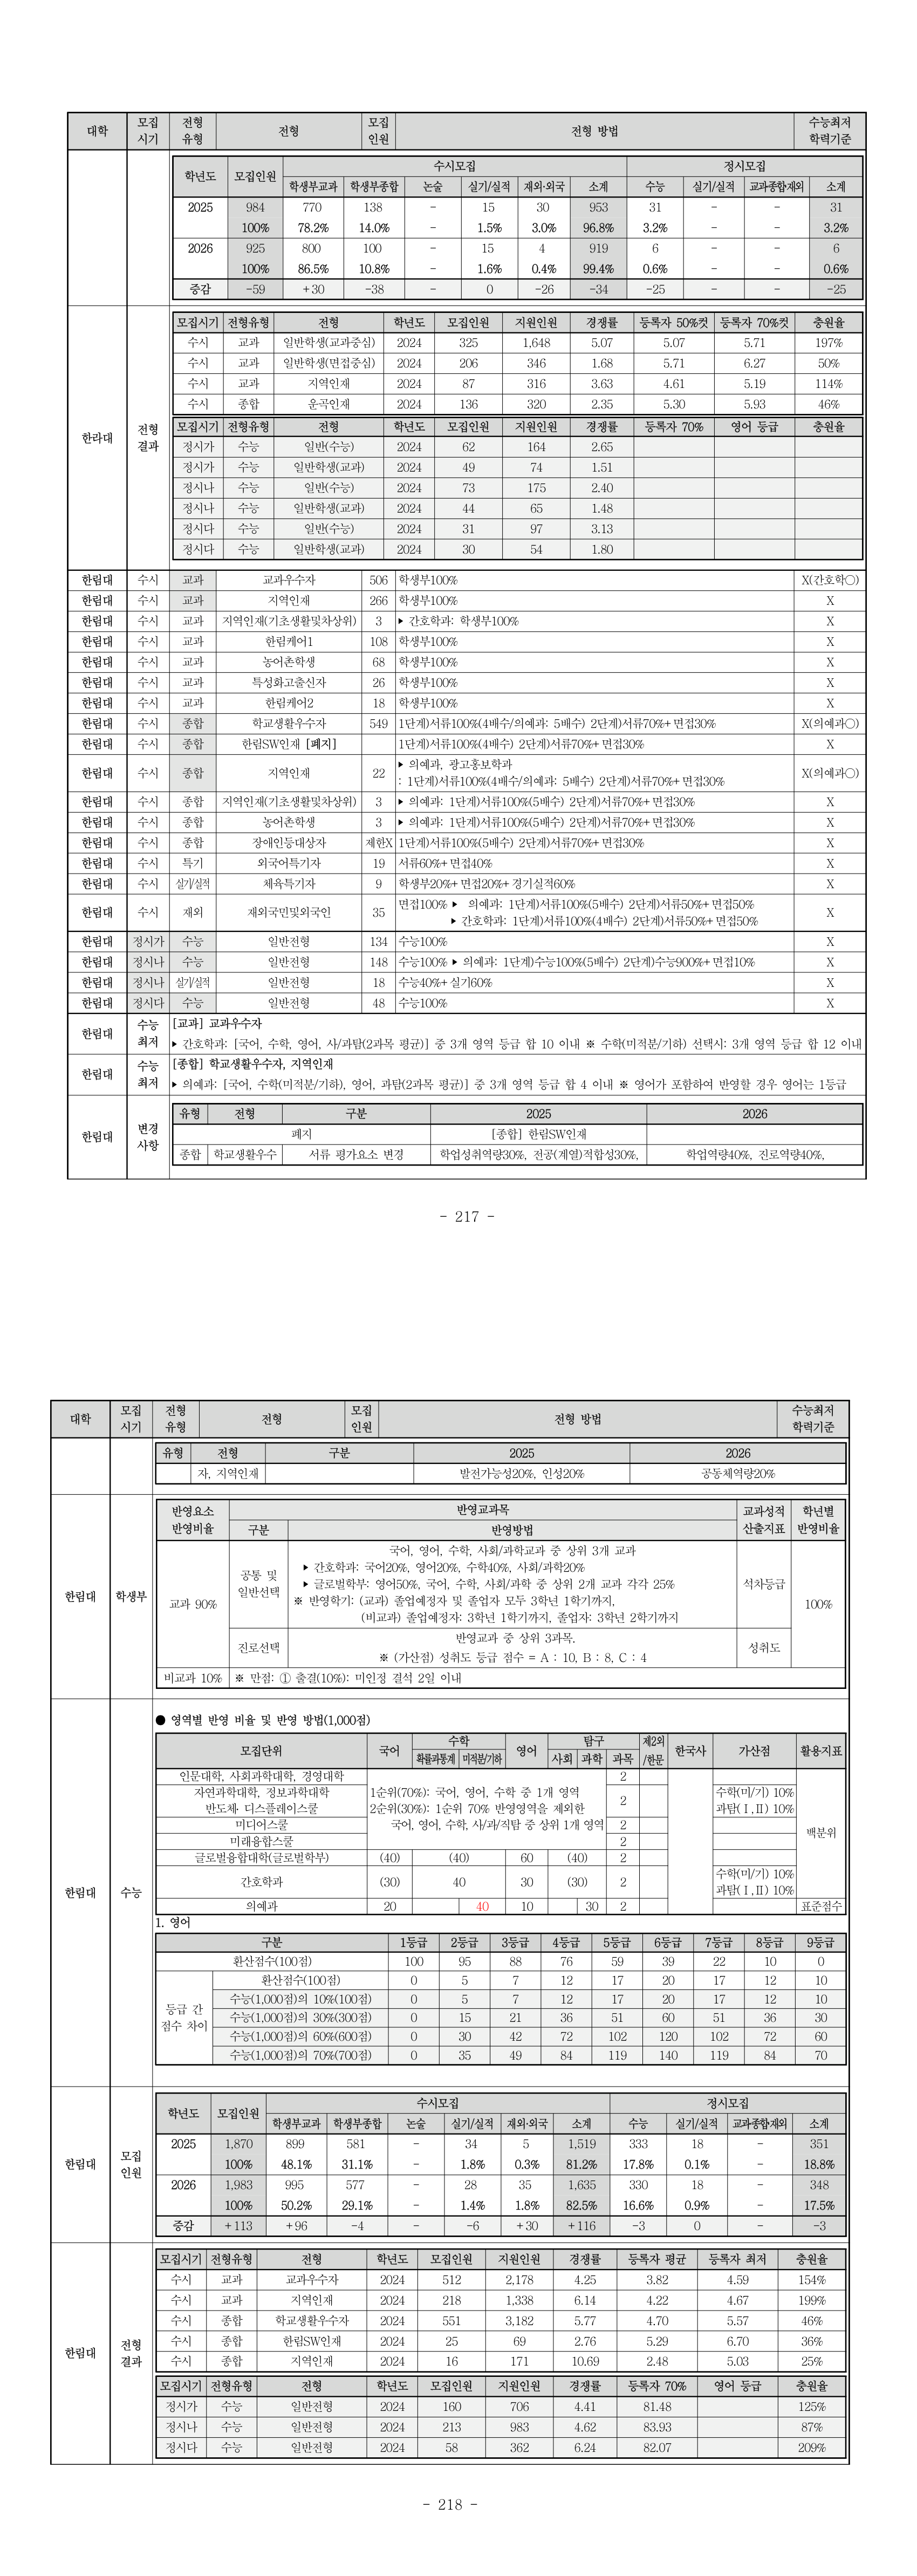 대학 모집시기 전형유형 전형 모집인원 전형 방법 수능최저학력기준
학년도 모집인원 수시모집 정시모집
학생부교과 학생부종합 논술 실기/실적 재외·외국 소계 수능 실기/실적 교과종합재외 소계
2025 984 770 138 - 15 30 953 31 - - 31
100% 78.2% 14.0% - 1.5% 3.0% 96.8% 3.2% - - 3.2%
2026 925 800 100 - 15 4 919 6 - - 6
100% 86.5% 10.8% - 1.6% 0.4% 99.4% 0.6% - - 0.6%
증감 -59 +30 -38 - 0 -26 -34 -25 - - -25
한라대 전형결과
모집시기 전형유형 전형 학년도 모집인원 지원인원 경쟁률 등록자 50%컷 등록자 70%컷 충원율
수시 교과 일반학생(교과중심) 2024 325 1,648 5.07 5.07 5.71 197%
수시 교과 일반학생(면접중심) 2024 206 346 1.68 5.71 6.27 50%
수시 교과 지역인재 2024 87 316 3.63 4.61 5.19 114%
수시 종합 운곡인재 2024 136 320 2.35 5.30 5.93 46%
모집시기 전형유형 전형 학년도 모집인원 지원인원 경쟁률 등록자 70% 영어 등급 충원율
정시가 수능 일반(수능) 2024 62 164 2.65
정시가 수능 일반학생(교과) 2024 49 74 1.51
정시나 수능 일반(수능) 2024 73 175 2.40
정시나 수능 일반학생(교과) 2024 44 65 1.48
정시다 수능 일반(수능) 2024 31 97 3.13
정시다 수능 일반학생(교과) 2024 30 54 1.80
한림대 수시 교과 교과우수자 506 학생부100% X(간호학○)
한림대 수시 교과 지역인재 266 학생부100% X
한림대 수시 교과 지역인재(기초생활및차상위) 3 ▶ 간호학과: 학생부100% X
한림대 수시 교과 한림케어1 108 학생부100% X
한림대 수시 교과 농어촌학생 68 학생부100% X
한림대 수시 교과 특성화고출신자 26 학생부100% X
한림대 수시 교과 한림케어2 18 학생부100% X
한림대 수시 종합 학교생활우수자 549 1단계)서류100%(4배수/의예과: 5배수) 2단계)서류70%+면접30% X(의예과○)
한림대 수시 종합 한림SW인재 [폐지] 1단계)서류100%(4배수) 2단계)서류70%+면접30% X
한림대 수시 종합 지역인재 22 ▶ 의예과, 광고홍보학과
: 1단계)서류100%(4배수/의예과: 5배수) 2단계)서류70%+면접30% X(의예과○)
한림대 수시 종합 지역인재(기초생활및차상위) 3 ▶ 의예과: 1단계)서류100%(5배수) 2단계)서류70%+면접30% X
한림대 수시 종합 농어촌학생 3 ▶ 의예과: 1단계)서류100%(5배수) 2단계)서류70%+면접30% X
한림대 수시 종합 장애인등대상자 제한X 1단계)서류100%(5배수) 2단계)서류70%+면접30% X
한림대 수시 특기 외국어특기자 19 서류60%+면접40% X
한림대 수시 실기/실적 체육특기자 9 학생부20%+면접20%+경기실적60% X
한림대 수시 재외 재외국민및외국인 35 면접100% ▶ 의예과: 1단계)서류100%(5배수) 2단계)서류50%+면접50%
▶ 간호학과: 1단계)서류100%(4배수) 2단계)서류50%+면접50% X
한림대 정시가 수능 일반전형 134 수능100% X
한림대 정시나 수능 일반전형 148 수능100% ▶ 의예과: 1단계)수능100%(5배수) 2단계)수능900%+면접10% X
한림대 정시나 실기/실적 일반전형 18 수능40%+실기60% X
한림대 정시다 수능 일반전형 48 수능100% X
한림대 수능최저 [교과] 교과우수자
▶ 간호학과: [국어, 수학, 영어, 사/과탐(2과목 평균)] 중 3개 영역 등급 합 10 이내 ※ 수학(미적분/기하) 선택시: 3개 영역 등급 합 12 이내
한림대 수능최저 [종합] 학교생활우수자, 지역인재
▶ 의예과: [국어, 수학(미적분/기하), 영어, 과탐(2과목 평균)] 중 3개 영역 등급 합 4 이내 ※ 영어가 포함하여 반영할 경우 영어는 1등급
한림대 변경사항
유형 전형 구분 2025 2026
폐지 [종합] 한림SW인재
종합 학교생활우수 서류 평가요소 변경 학업성취역량30%, 전공(계열)적합성30%, 학업역량40%, 진로역량40%,
- 217 -
대학 모집시기 전형유형 전형 모집인원 전형 방법 수능최저학력기준
유형 전형 구분 2025 2026
자, 지역인재 발전가능성20%, 인성20% 공동체역량20%
한림대 학생부
반영요소 반영비율 반영교과목 교과성적 산출지표 학년별 반영비율
구분 반영방법
교과 90% 공통 및 일반선택 국어, 영어, 수학, 사회/과학교과 중 상위 3개 교과
▶ 간호학과: 국어20%, 영어20%, 수학40%, 사회/과학20%
▶ 글로벌학부: 영어50%, 국어, 수학, 사회/과학 중 상위 2개 교과 각각 25%
※ 반영학기: (교과) 졸업예정자 및 졸업자 모두 3학년 1학기까지,
(비교과) 졸업예정자: 3학년 1학기까지, 졸업자: 3학년 2학기까지
석차등급 100%
진로선택 반영교과 중 상위 3과목,
※ (가산점) 성취도 등급 점수 = A : 10, B : 8, C : 4
성취도
비교과 10% ※ 만점: ① 출결(10%): 미인정 결석 2일 이내
한림대 수능
● 영역별 반영 비율 및 반영 방법(1,000점)
모집단위 국어 수학 영어 탐구 제2외/한문 한국사 가산점 활용지표
확률과통계 미적분/기하 사회 과학 과목
인문대학, 사회과학대학, 경영대학 2
자연과학대학, 정보과학대학
반도체·디스플레이스쿨 2 수학(미/기) 10%
과탐(Ⅰ,Ⅱ) 10%
1순위(70%): 국어, 영어, 수학 중 1개 영역
2순위(30%): 1순위 70% 반영영역을 제외한
국어, 영어, 수학, 사/과/직탐 중 상위 1개 영역
미디어스쿨 2
미래융합스쿨 2
백분위
글로벌융합대학(글로벌학부) (40) (40) 60 (40) 2
간호학과 (30) 40 30 (30) 2 수학(미/기) 10%
과탐(Ⅰ,Ⅱ) 10%
의예과 20 40 10 30 2 표준점수
1. 영어
구분 1등급 2등급 3등급 4등급 5등급 6등급 7등급 8등급 9등급
환산점수(100점) 100 95 88 76 59 39 22 10 0
등급 간 점수 차이
환산점수(100점) 0 5 7 12 17 20 17 12 10
수능(1,000점)의 10%(100점) 0 5 7 12 17 20 17 12 10
수능(1,000점)의 30%(300점) 0 15 21 36 51 60 51 36 30
수능(1,000점)의 60%(600점) 0 30 42 72 102 120 102 72 60
수능(1,000점)의 70%(700점) 0 35 49 84 119 140 119 84 70
한림대 모집인원
학년도 모집인원 수시모집 정시모집
학생부교과 학생부종합 논술 실기/실적 재외·외국 소계 수능 실기/실적 교과종합재외 소계
2025 1,870 899 581 - 34 5 1,519 333 18 - 351
100% 48.1% 31.1% - 1.8% 0.3% 81.2% 17.8% 0.1% - 18.8%
2026 1,983 995 577 - 28 35 1,635 330 18 - 348
100% 50.2% 29.1% - 1.4% 1.8% 82.5% 16.6% 0.9% - 17.5%
증감 +113 +96 -4 - -6 +30 +116 -3 0 - -3
한림대 전형결과
모집시기 전형유형 전형 학년도 모집인원 지원인원 경쟁률 등록자 평균 등록자 최저 충원율
수시 교과 교과우수자 2024 512 2,178 4.25 3.82 4.59 154%
수시 교과 지역인재 2024 218 1,338 6.14 4.22 4.67 199%
수시 종합 학교생활우수자 2024 551 3,182 5.77 4.70 5.57 46%
수시 종합 한림SW인재 2024 25 69 2.76 5.29 6.70 36%
수시 종합 지역인재 2024 16 171 10.69 2.48 5.03 25%
모집시기 전형유형 전형 학년도 모집인원 지원인원 경쟁률 등록자 70% 영어 등급 충원율
정시가 수능 일반전형 2024 160 706 4.41 81.48 125%
정시나 수능 일반전형 2024 213 983 4.62 83.93 87%
정시다 수능 일반전형 2024 58 362 6.24 82.07 209%
- 218 -